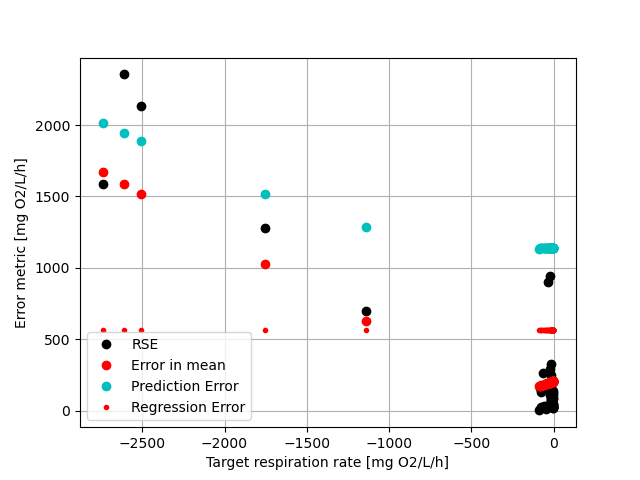 2000
1500
1000
500
0
Error metric [mg O2/L/h]
RSE
Error in mean
Prediction Error
Regression Error
−2500 −2000 −1500 −1000 −500 0
Target respiration rate [mg O2/L/h]